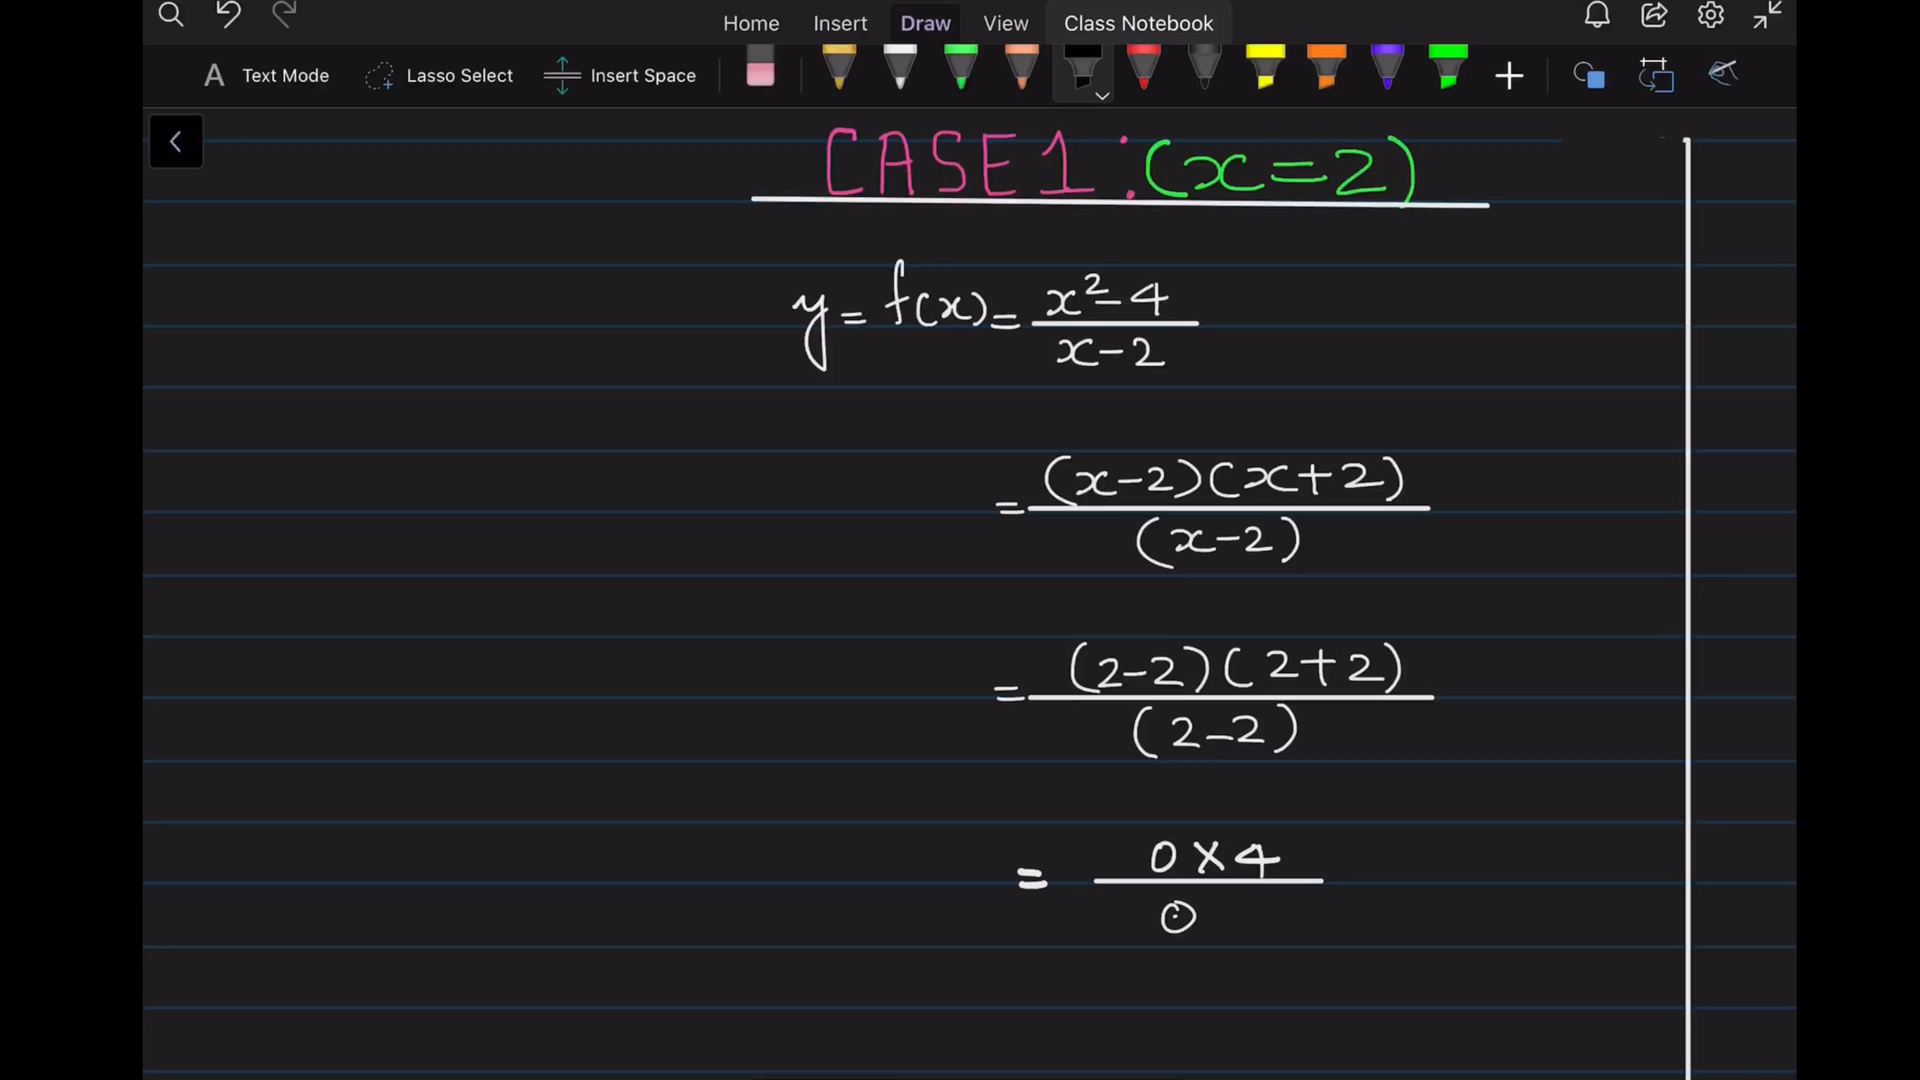 Home Insert Draw View Class Notebook
A Text Mode Lasso Select Insert Space
CASE 1 : (x=2)
y = f(x) = x²-4 / x-2
= (x-2)(x+2) / (x-2)
= (2-2)(2+2) / (2-2)
= 0×4 / 0